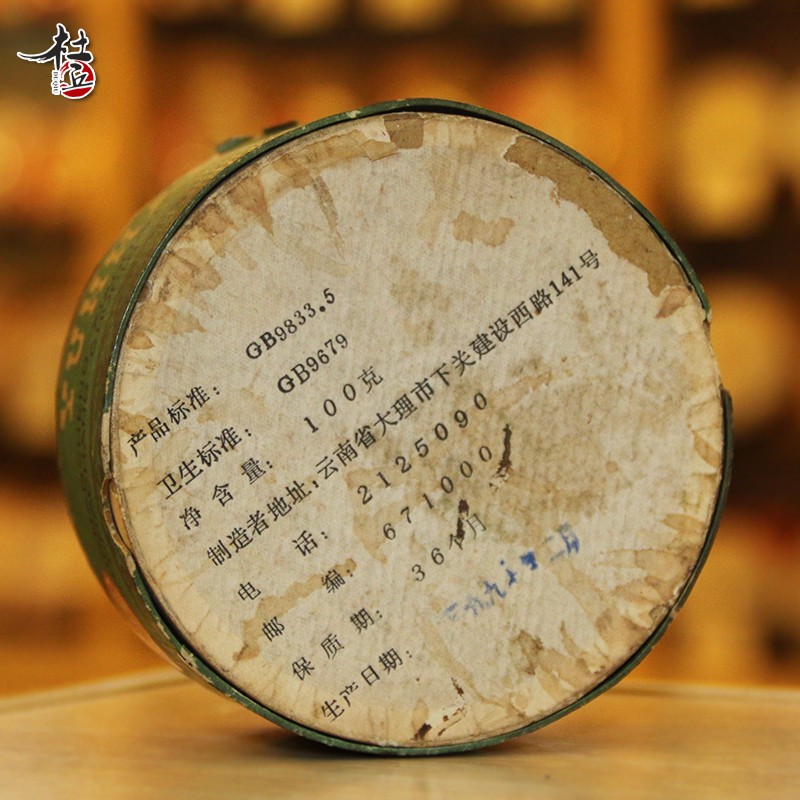 杜
产品标准: GB9833.5
卫生标准: GB9679
净含量: 100克
制造者地址:云南省大理市下关建设西路141号
电话: 2125090
邮编: 671000
保质期: 36个月
生产日期: